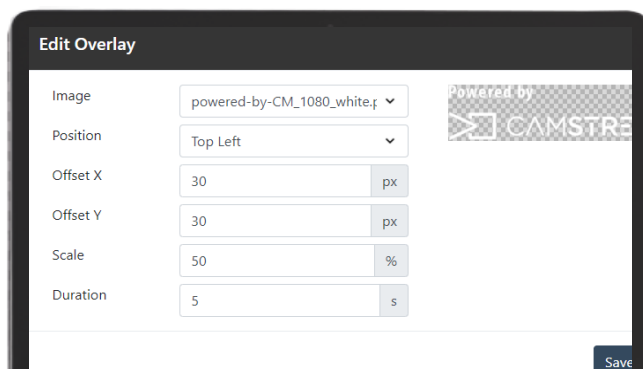 Edit Overlay
Image
powered-by-CM_1080_white.p
Powered by
CAMSTRE
Position
Top Left
Offset X
30 px
Offset Y
30 px
Scale
50 %
Duration
5 s
Save